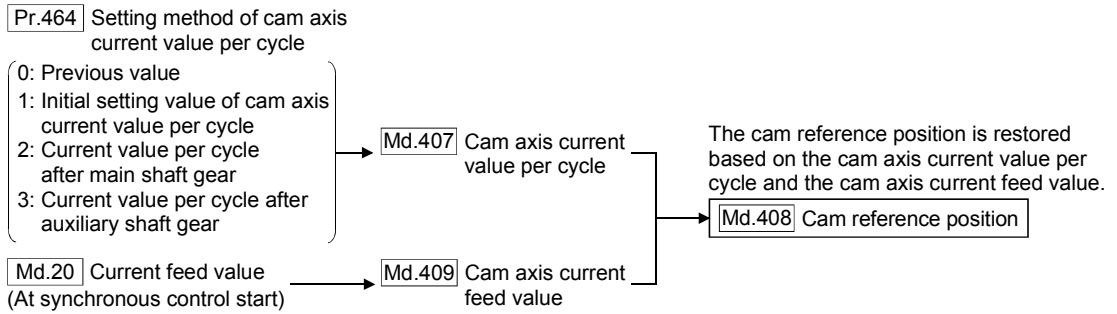 Pr.464 Setting method of cam axis
current value per cycle
0: Previous value
1: Initial setting value of cam axis
current value per cycle
2: Current value per cycle
after main shaft gear
3: Current value per cycle after
auxiliary shaft gear
Md.407 Cam axis current
value per cycle
The cam reference position is restored
based on the cam axis current value per
cycle and the cam axis current feed value.
Md.408 Cam reference position
Md.20 Current feed value
(At synchronous control start)
Md.409 Cam axis current
feed value